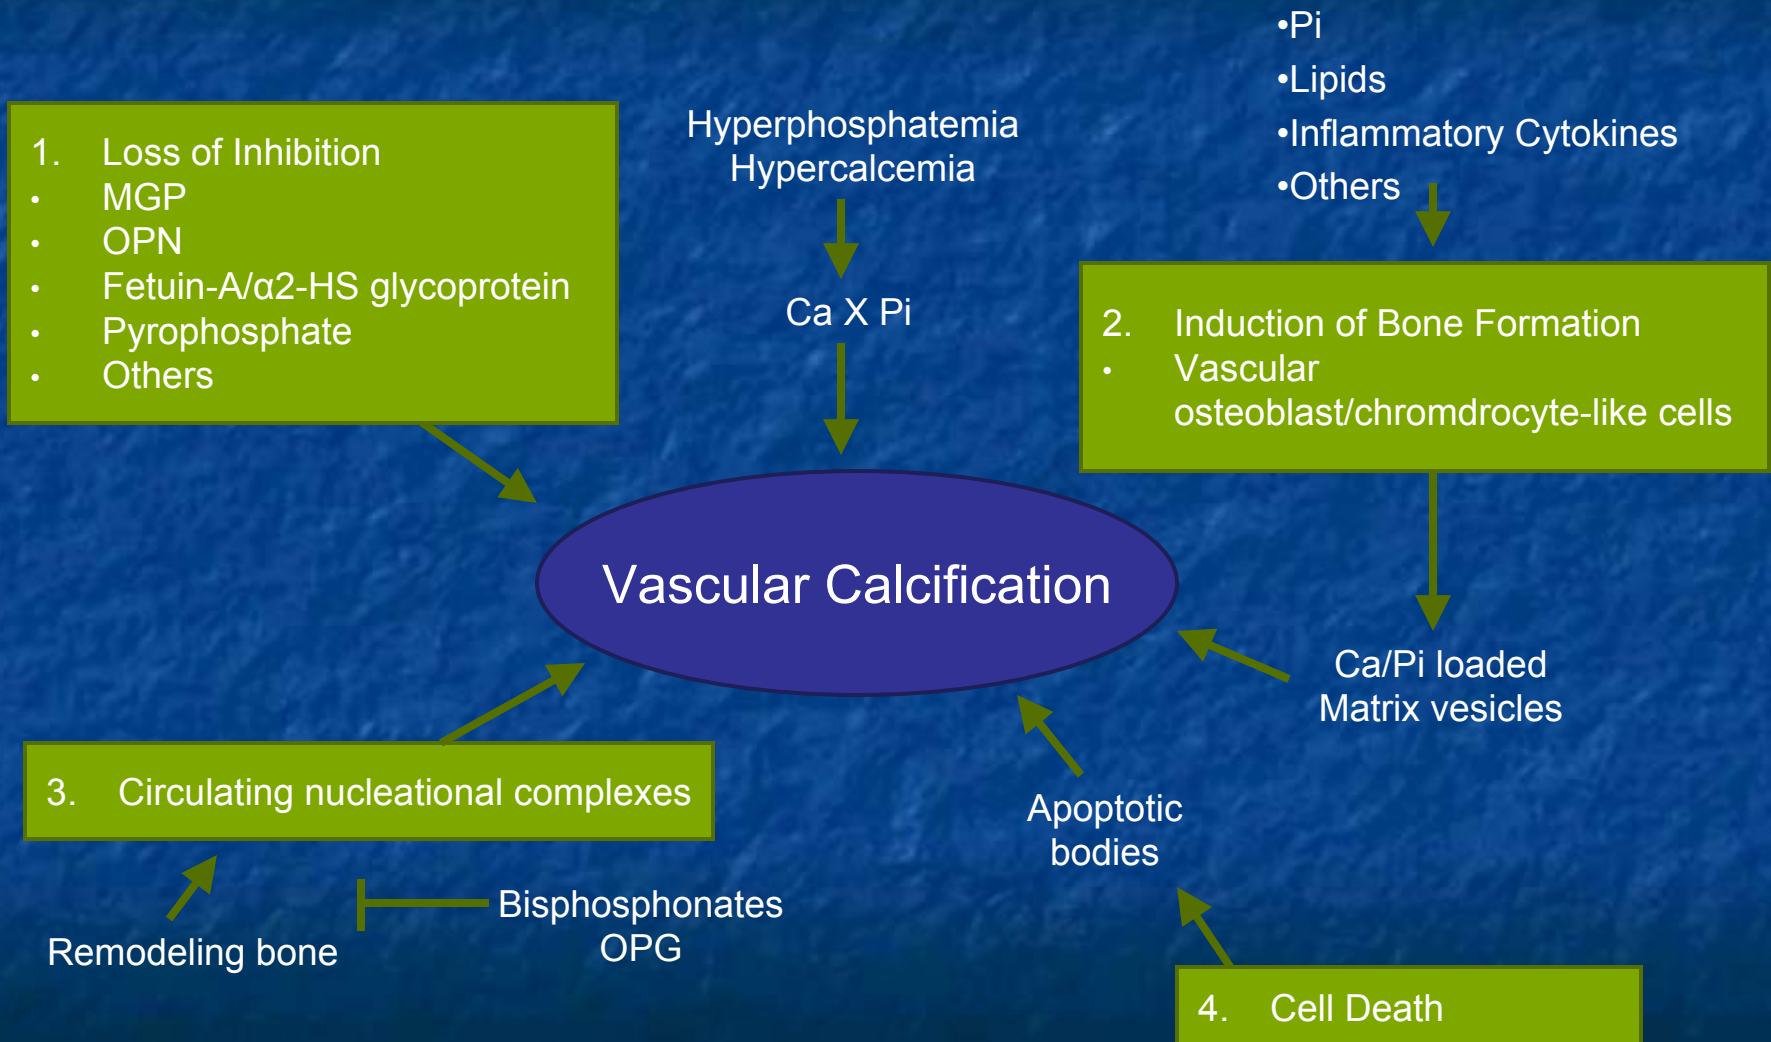 •Pi
•Lipids
•Inflammatory Cytokines
•Others
1. Loss of Inhibition
• MGP
• OPN
• Fetuin-A/α2-HS glycoprotein
• Pyrophosphate
• Others
Hyperphosphatemia
Hypercalcemia
Ca X Pi
2. Induction of Bone Formation
• Vascular
osteoblast/chromdrocyte-like cells
Vascular Calcification
Ca/Pi loaded
Matrix vesicles
3. Circulating nucleational complexes
Apoptotic
bodies
Bisphosphonates
OPG
Remodeling bone
4. Cell Death